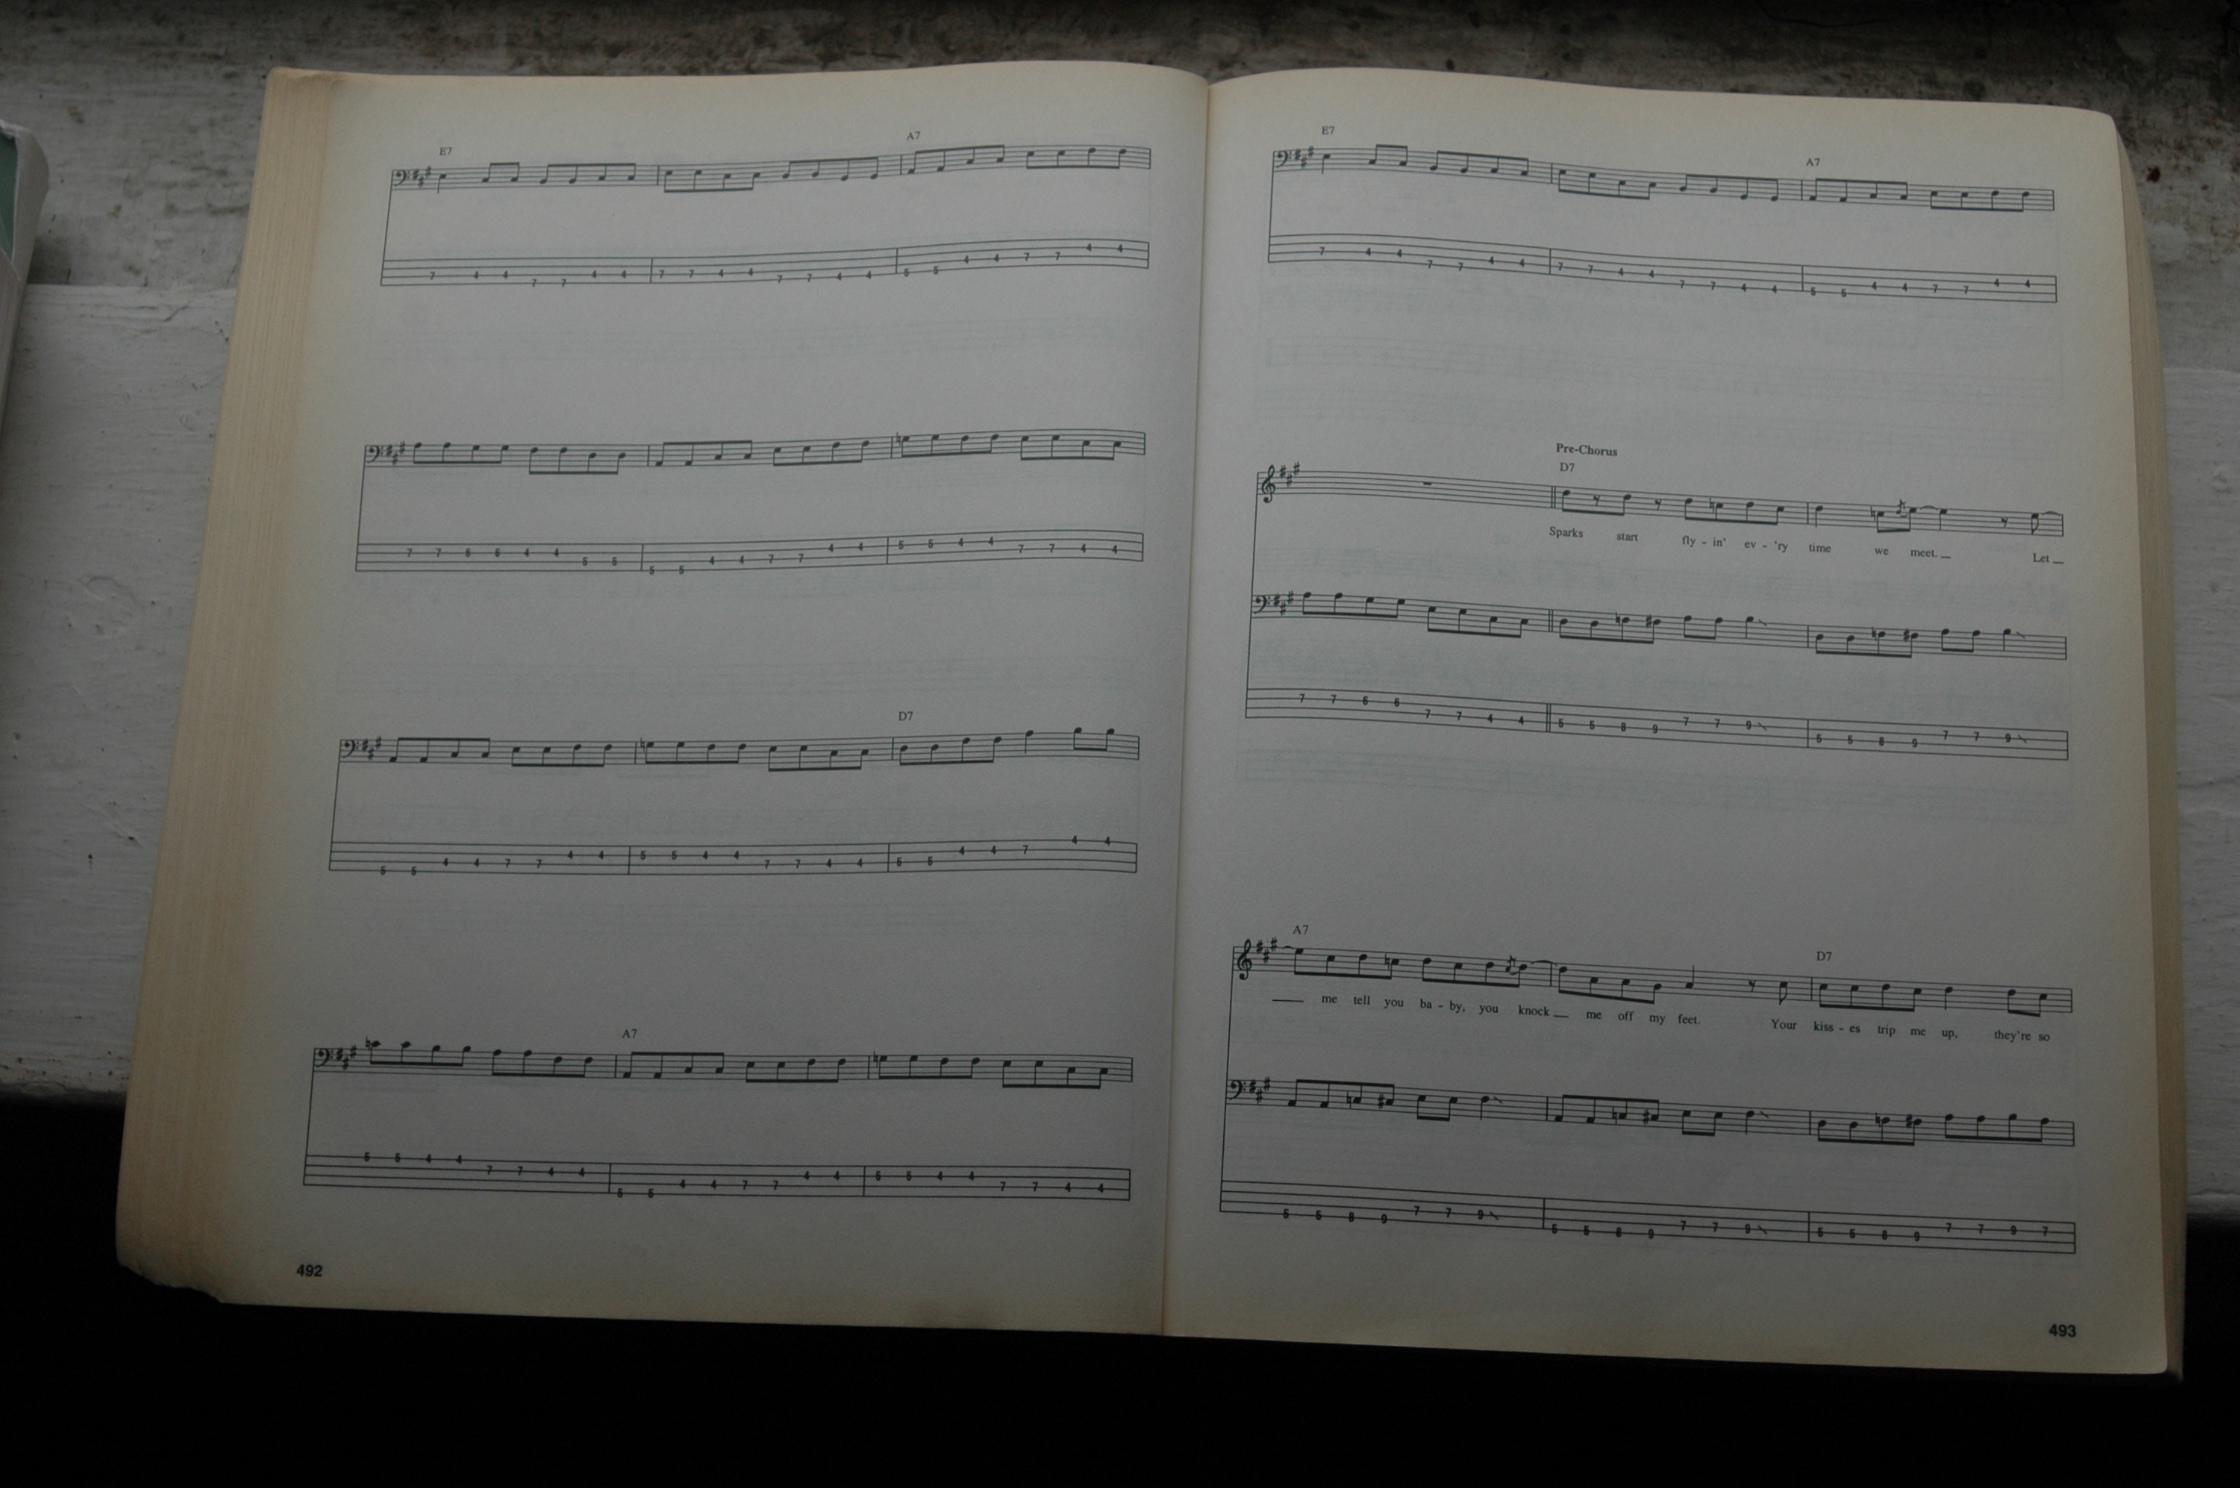 E7 A7
7 4 4 7 7 4 4 7 7 4 4 7 7 4 4 5 5 4 4 7 7 4 4
7 7 6 6 4 4 5 5 5 5 4 4 7 7 4 4 5 5 4 4 7 7 4 4
D7
5 5 4 4 7 7 4 4 5 5 4 4 7 7 4 4 5 5 4 4 7 4 4
A7
5 5 4 4 7 7 4 4 5 5 4 4 7 7 4 4 5 5 4 4 7 7 4 4
492
E7 A7
7 4 4 7 7 4 4 7 7 4 4 7 7 4 4 5 5 4 4 7 7 4 4
Pre-Chorus
D7
Sparks start fly - in' ev - 'ry time we meet. Let
7 7 6 6 7 7 4 4 5 5 8 9 7 7 9 5 5 8 9 7 7 9
A7 D7
me tell you ba - by, you knock me off my feet. Your kiss - es trip me up, they're so
5 5 8 9 7 7 9 5 5 8 9 7 7 9 5 5 8 9 7 7 9 7
493